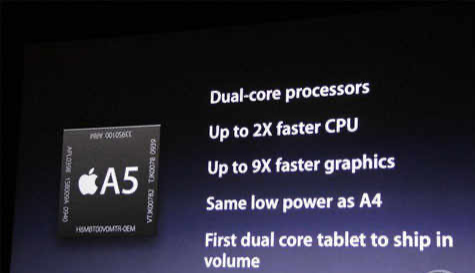 Dual-core processors
Up to 2X faster CPU
Up to 9X faster graphics
Same low power as A4
First dual core tablet to ship in
volume
A5